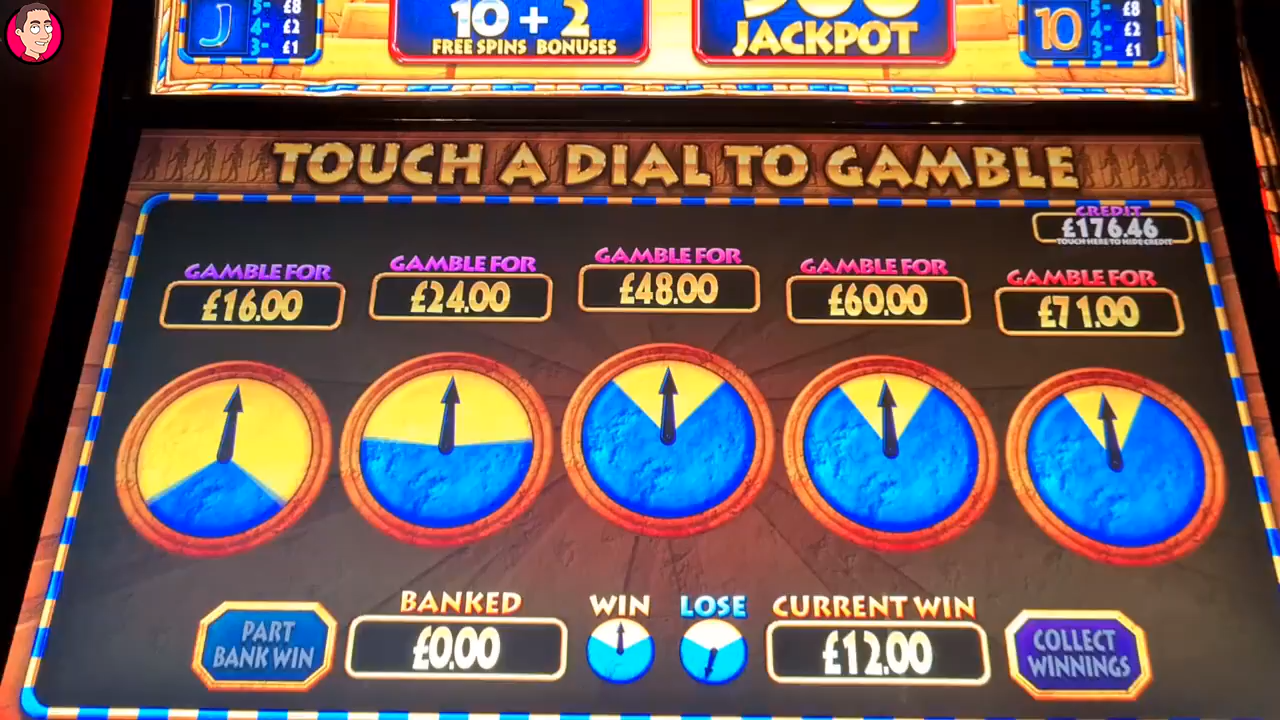 J
5- £8
4- £2
3- £1
10 + 2
FREE SPINS BONUSES
JACKPOT
10
5- £8
4- £2
3- £1
TOUCH A DIAL TO GAMBLE
CREDIT
£176.46
TOUCH HERE TO HIDE CREDIT
GAMBLE FOR
£16.00
GAMBLE FOR
£24.00
GAMBLE FOR
£48.00
GAMBLE FOR
£60.00
GAMBLE FOR
£71.00
PART
BANK WIN
BANKED
£0.00
WIN
LOSE
CURRENT WIN
£12.00
COLLECT
WINNINGS